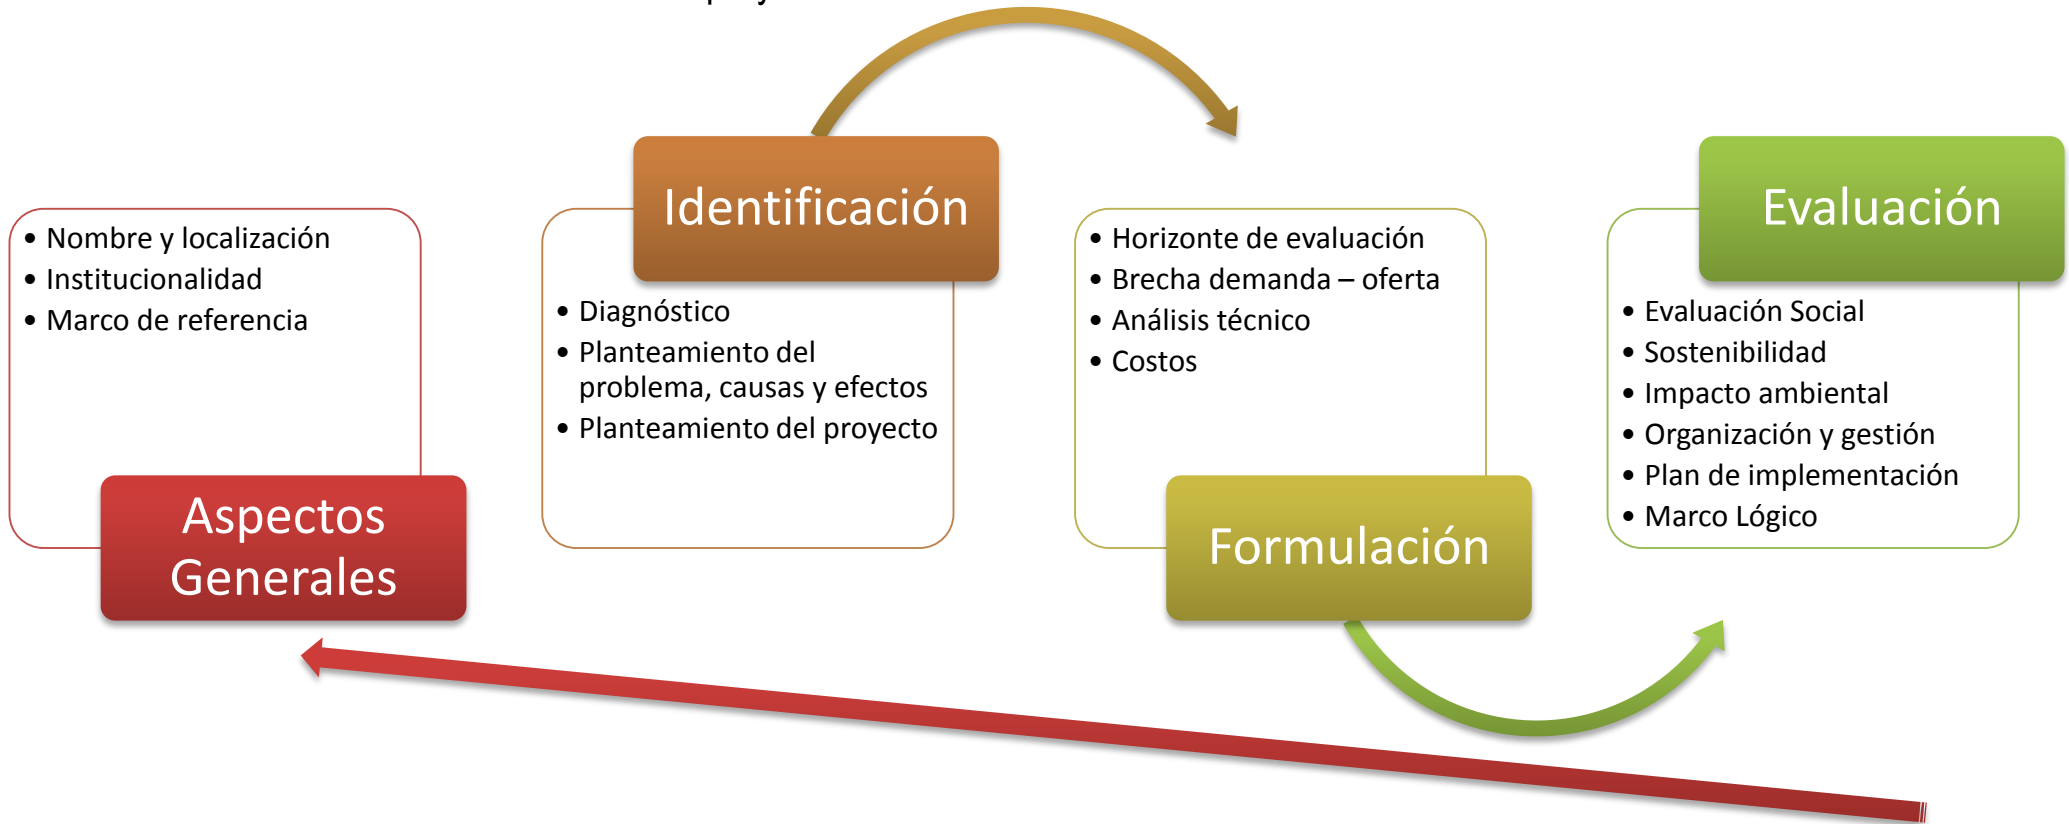 • Nombre y localización
• Institucionalidad
• Marco de referencia
Aspectos
Generales
Identificación
• Diagnóstico
• Planteamiento del
problema, causas y efectos
• Planteamiento del proyecto
• Horizonte de evaluación
• Brecha demanda – oferta
• Análisis técnico
• Costos
Formulación
Evaluación
• Evaluación Social
• Sostenibilidad
• Impacto ambiental
• Organización y gestión
• Plan de implementación
• Marco Lógico